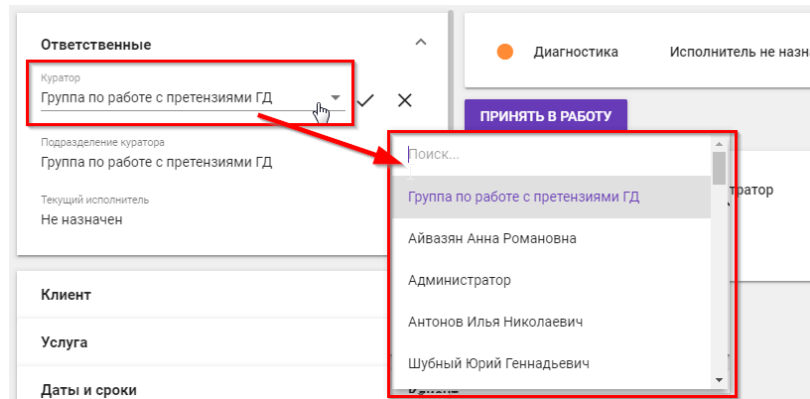 Ответственные
Куратор
Группа по работе с претензиями ГД
Подразделение куратора
Группа по работе с претензиями ГД
Текущий исполнитель
Не назначен
Клиент
Услуга
Даты и сроки
Диагностика
Исполнитель не назн
ПРИНЯТЬ В РАБОТУ
Поиск...
Группа по работе с претензиями ГД
Айвазян Анна Романовна
Администратор
Антонов Илья Николаевич
Шубный Юрий Геннадьевич
тратор